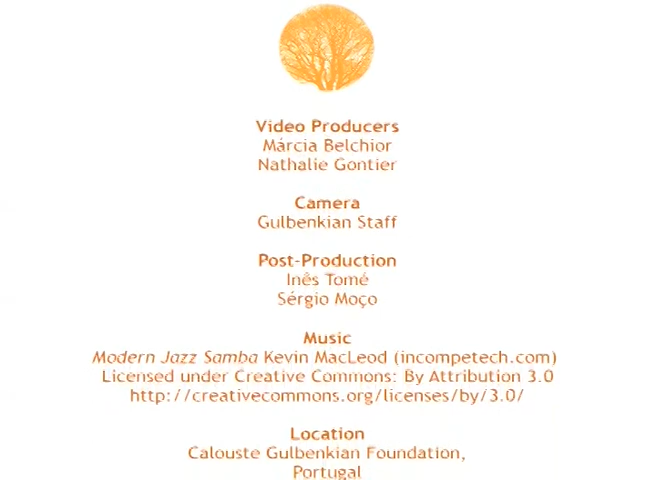 Video Producers
Márcia Belchior
Nathalie Gontier
Camera
Gulbenkian Staff
Post-Production
Inês Tomé
Sérgio Moço
Music
Modern Jazz Samba Kevin MacLeod (incompetech.com)
Licensed under Creative Commons: By Attribution 3.0
http://creativecommons.org/licenses/by/3.0/
Location
Calouste Gulbenkian Foundation,
Portugal